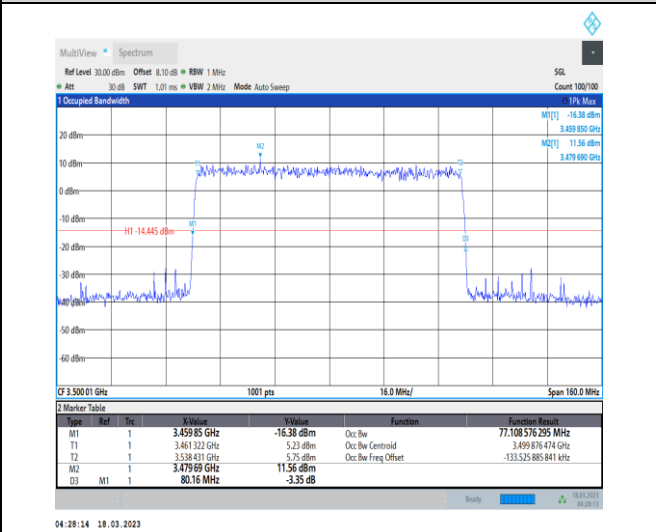 MultiView Spectrum
Ref Level 30.00 dBm Offset 8.10 dB RBW 1 MHz SGL
Att 30 dB SWT 1.01 ms VBW 2 MHz Mode Auto Sweep Count 100/100
1 Occupied Bandwidth 1Pk Max
M1[1] -16.38 dBm
3.459 850 GHz
20 dBm
M2[1] 11.56 dBm
M2
3.479 690 GHz
10 dBm
0 dBm
-10 dBm
M1
H1 -14.445 dBm
D3
-20 dBm
-30 dBm
-40 dBm
-50 dBm
-60 dBm
CF 3.500 01 GHz 1001 pts 16.0 MHz/ Span 160.0 MHz
2 Marker Table
Type Ref Trc X-Value Y-Value Function Function Result
M1 1 3.459 85 GHz -16.38 dBm Occ Bw 77.108 576 295 MHz
T1 1 3.461 322 GHz 5.23 dBm Occ Bw Centroid 3.499 876 474 GHz
T2 1 3.538 431 GHz 5.75 dBm Occ Bw Freq Offset -133.525 885 841 kHz
M2 1 3.479 69 GHz 11.56 dBm
D3 M1 1 80.16 MHz -3.35 dB
Ready 18.03.2023
04:28:15
04:28:14 18.03.2023